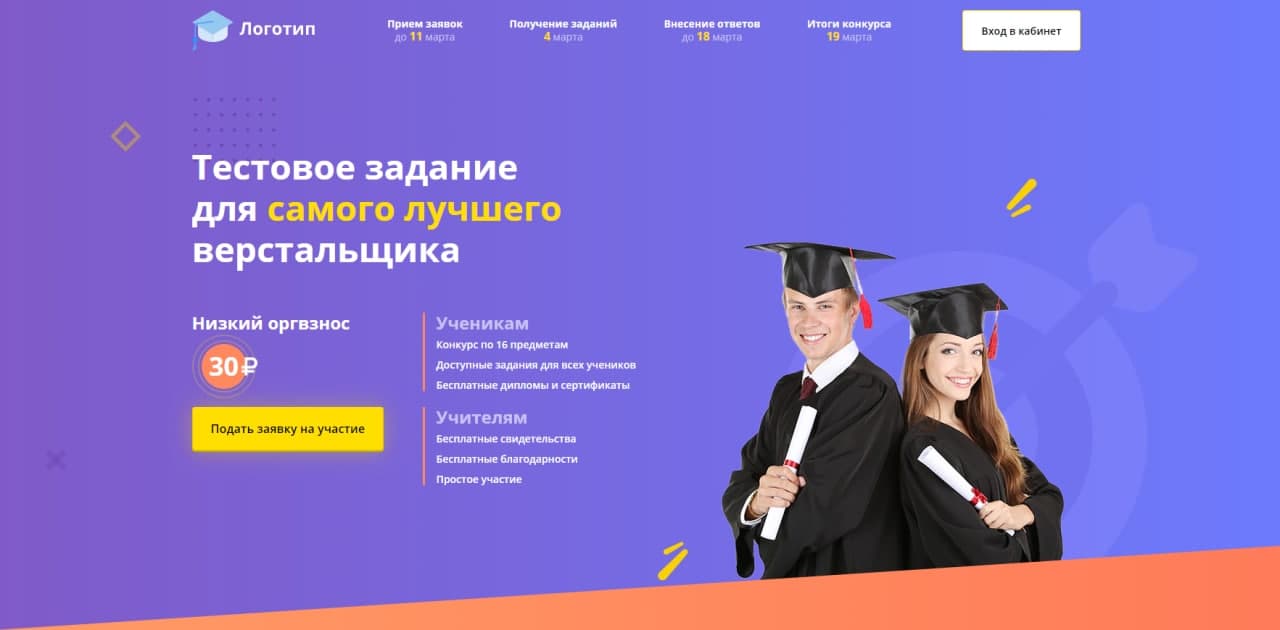 Логотип
Прием заявок
до 11 марта
Получение заданий
4 марта
Внесение ответов
до 18 марта
Итоги конкурса
19 марта
Вход в кабинет
Тестовое задание
для самого лучшего
верстальщика
Низкий оргвзнос
30₽
Подать заявку на участие
Ученикам
Конкурс по 16 предметам
Доступные задания для всех учеников
Бесплатные дипломы и сертификаты
Учителям
Бесплатные свидетельства
Бесплатные благодарности
Простое участие